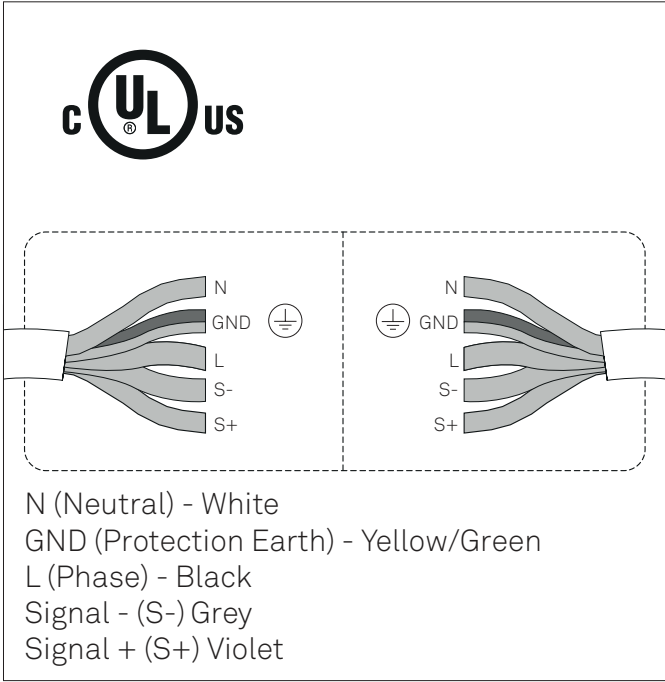 C UL® US
N N
GND GND
L L
S- S-
S+ S+
N (Neutral) - White
GND (Protection Earth) - Yellow/Green
L (Phase) - Black
Signal - (S-) Grey
Signal + (S+) Violet